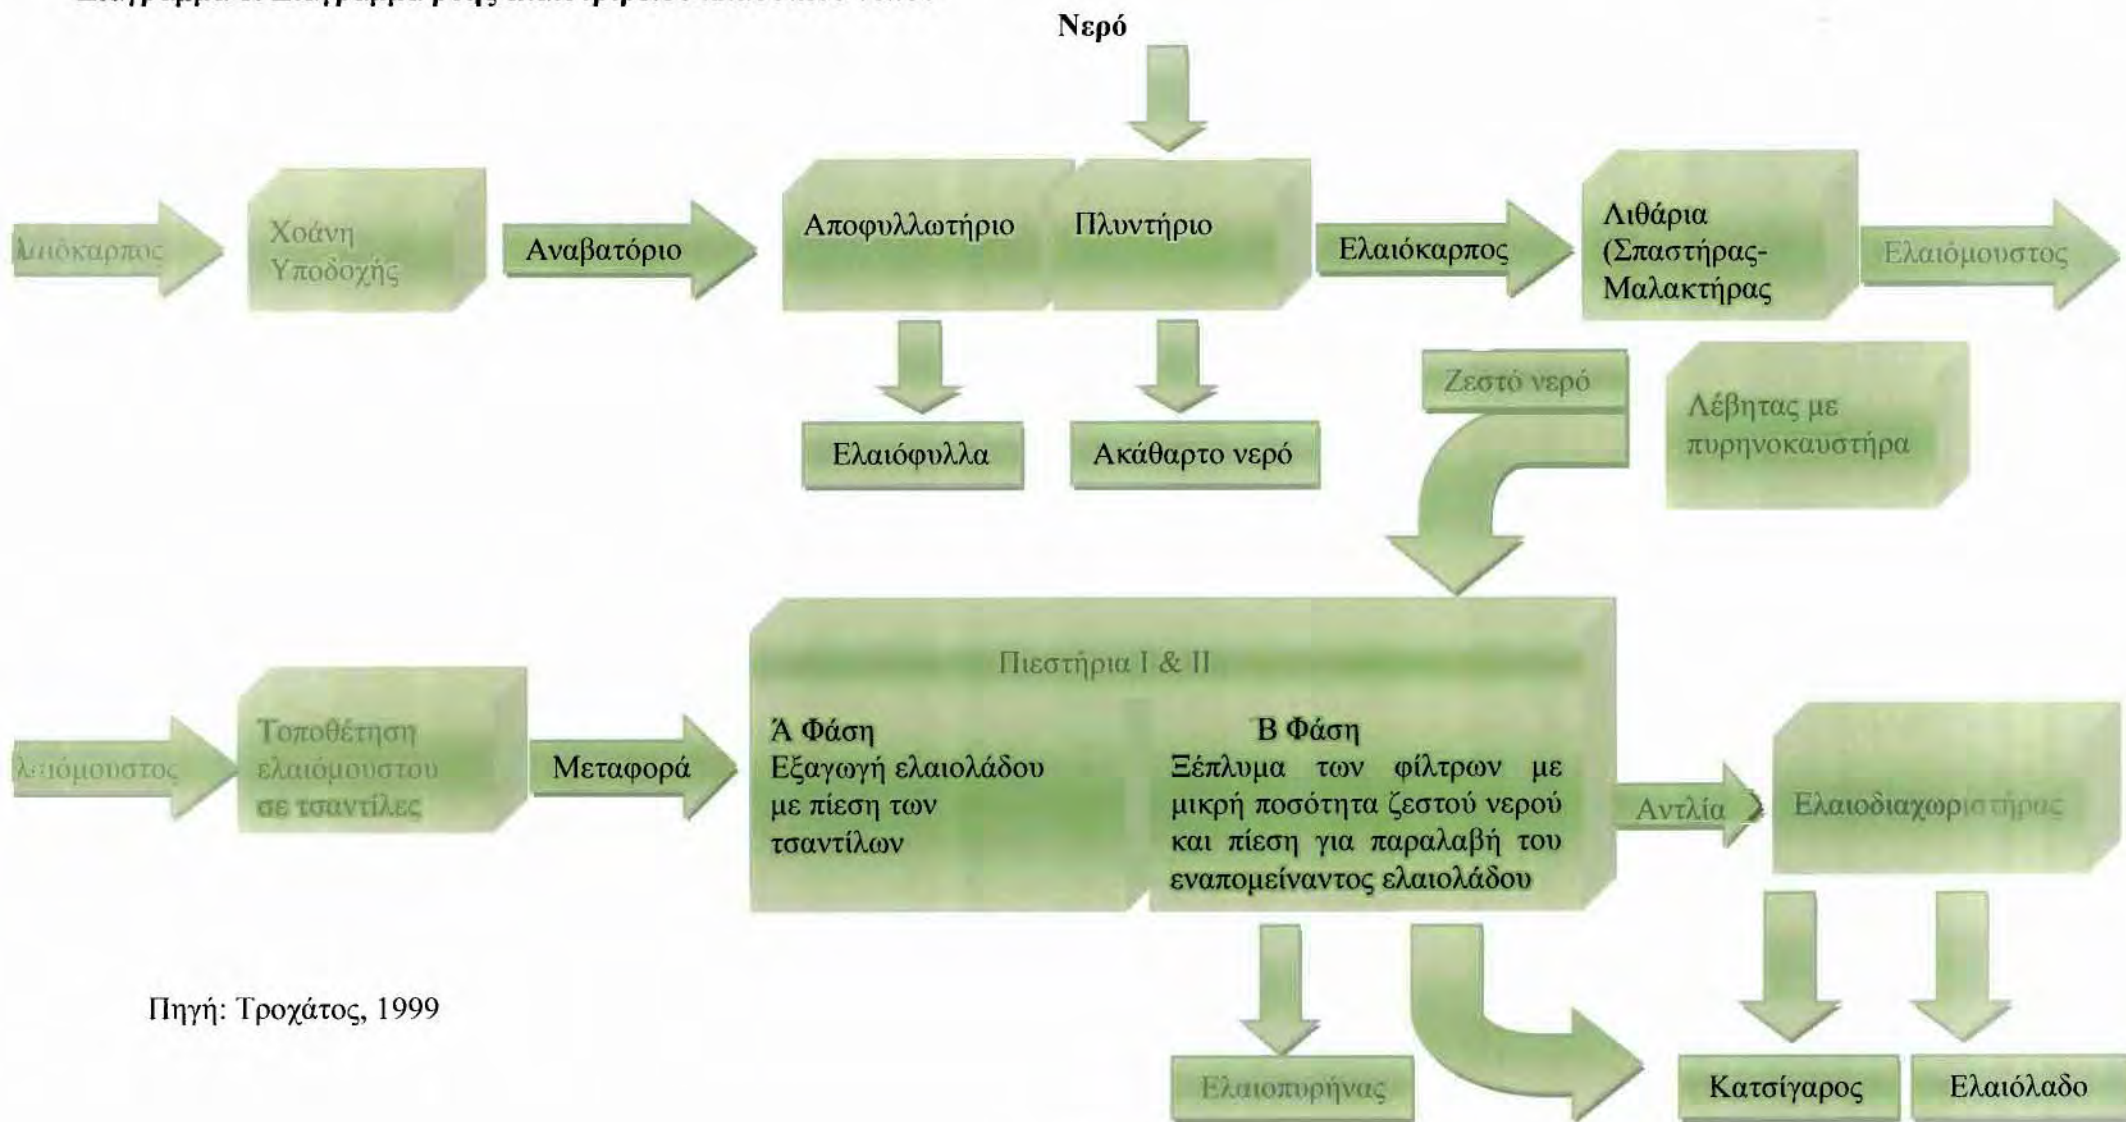 Νερό
Χοάνη
Υποδοχής
Αναβατόριο
Αποφυλλωτήριο
Πλυντήριο
Ελαιόκαρπος
Λιθάρια
(Σπαστήρας-
Μαλακτήρας
Ελαιόμουστος
Ελαιόφυλλα
Ακάθαρτο νερό
Ζεστό νερό
Λέβητας με
πυρηνοκαυστήρα
Τοποθέτηση
ελαιόμουστου
σε τσαντίλες
Μεταφορά
Πιεστήρια I & II
Ά Φάση
Εξαγωγή ελαιολάδου
με πίεση των
τσαντίλων
Β Φάση
Ξέπλυμα των φίλτρων με
μικρή ποσότητα ζεστού νερού
και πίεση για παραλαβή του
εναπομείναντος ελαιολάδου
Αντλία
Ελαιοδιαχωριστήρας
Ελαιοπυρήνας
Κατσίγαρος
Ελαιόλαδο
Πηγή: Τροχάτος, 1999